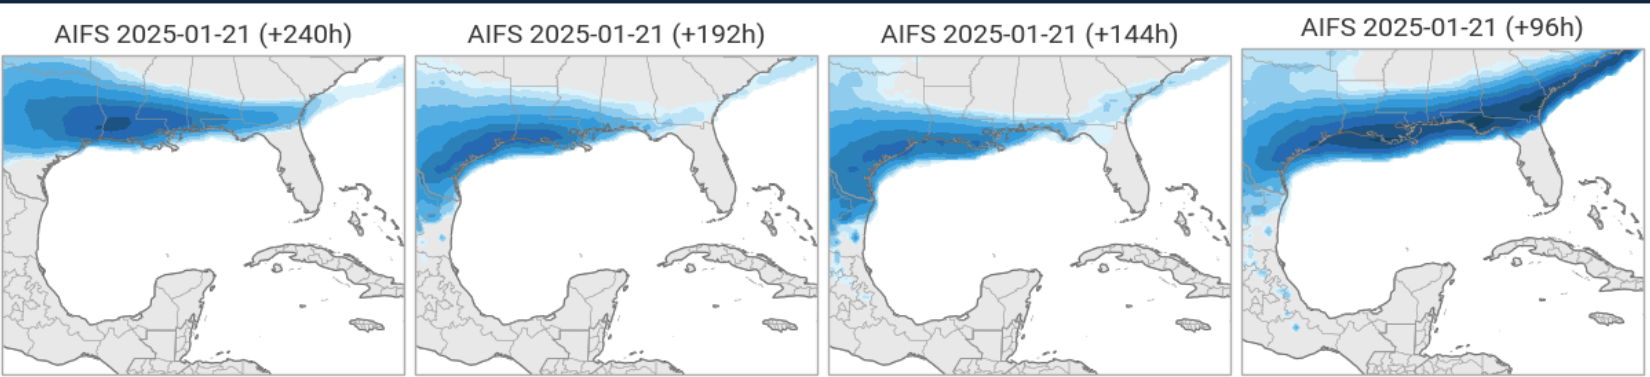 AIFS 2025-01-21 (+240h)
AIFS 2025-01-21 (+192h)
AIFS 2025-01-21 (+144h)
AIFS 2025-01-21 (+96h)